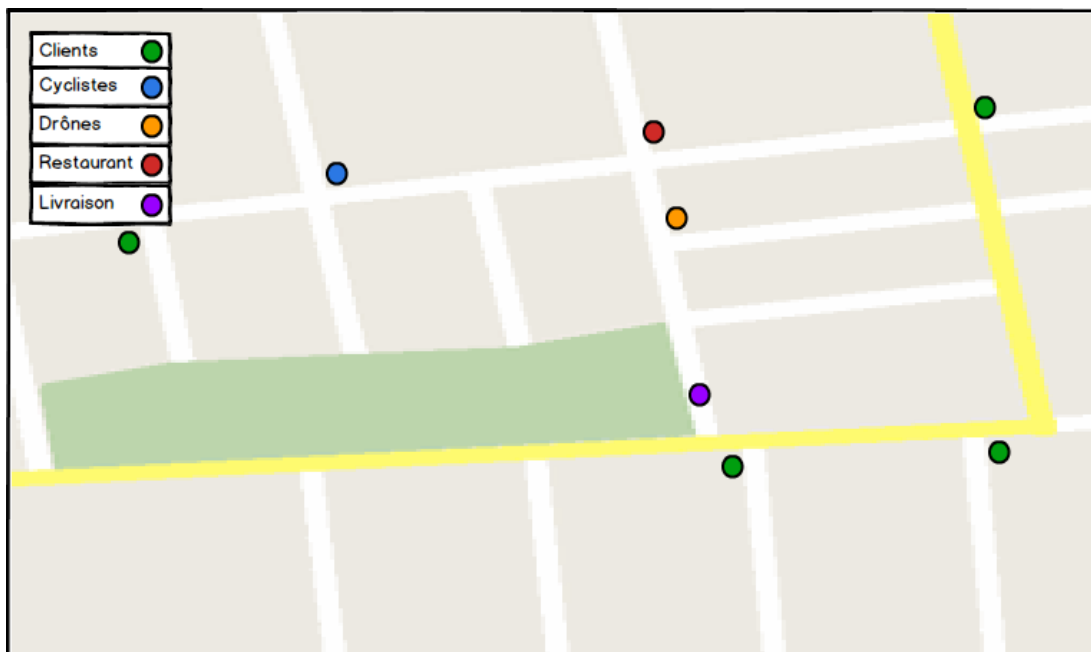 Clients
Cyclistes
Drônes
Restaurant
Livraison